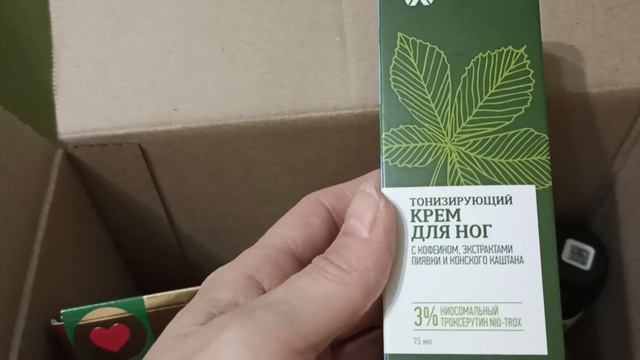 ТОНИЗИРУЮЩИЙ
КРЕМ
ДЛЯ НОГ
С КОФЕИНОМ, ЭКСТРАКТАМИ
ПИЯВКИ И КОНСКОГО КАШТАНА
3% НИОСОМАЛЬНЫЙ
ТРОКСЕРУТИН NIO-TROX
75 мл